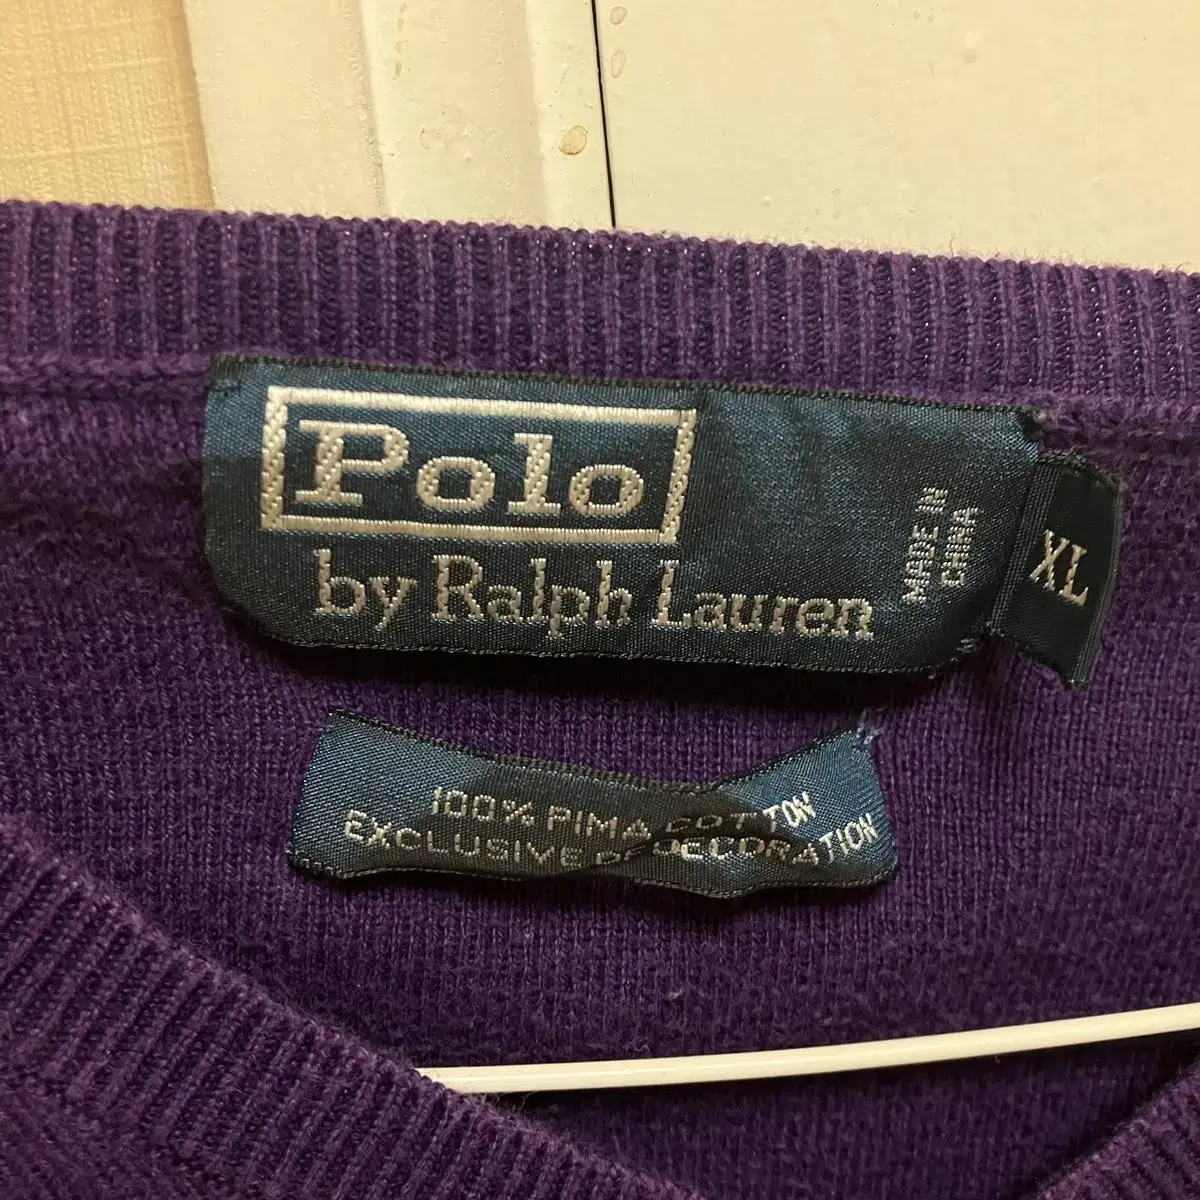 Polo
by Ralph Lauren
MADE IN
CHINA
XL
100% PIMA COTTON
EXCLUSIVE OF DECORATION